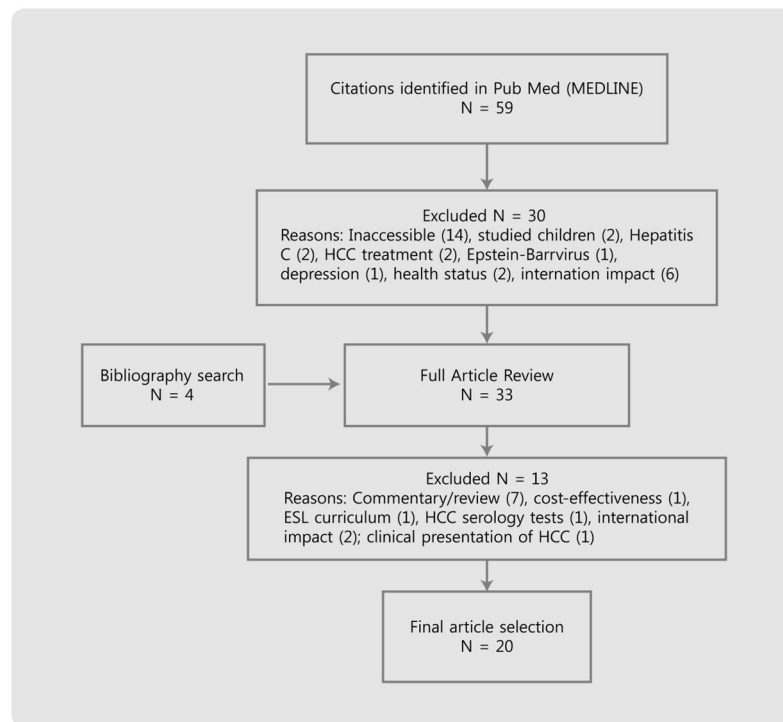 Citations identified in Pub Med (MEDLINE)
N = 59
Excluded N = 30
Reasons: Inaccessible (14), studied children (2), Hepatitis
C (2), HCC treatment (2), Epstein-Barrvirus (1),
depression (1), health status (2), internation impact (6)
Bibliography search
N = 4
Full Article Review
N = 33
Excluded N = 13
Reasons: Commentary/review (7), cost-effectiveness (1),
ESL curriculum (1), HCC serology tests (1), international
impact (2); clinical presentation of HCC (1)
Final article selection
N = 20